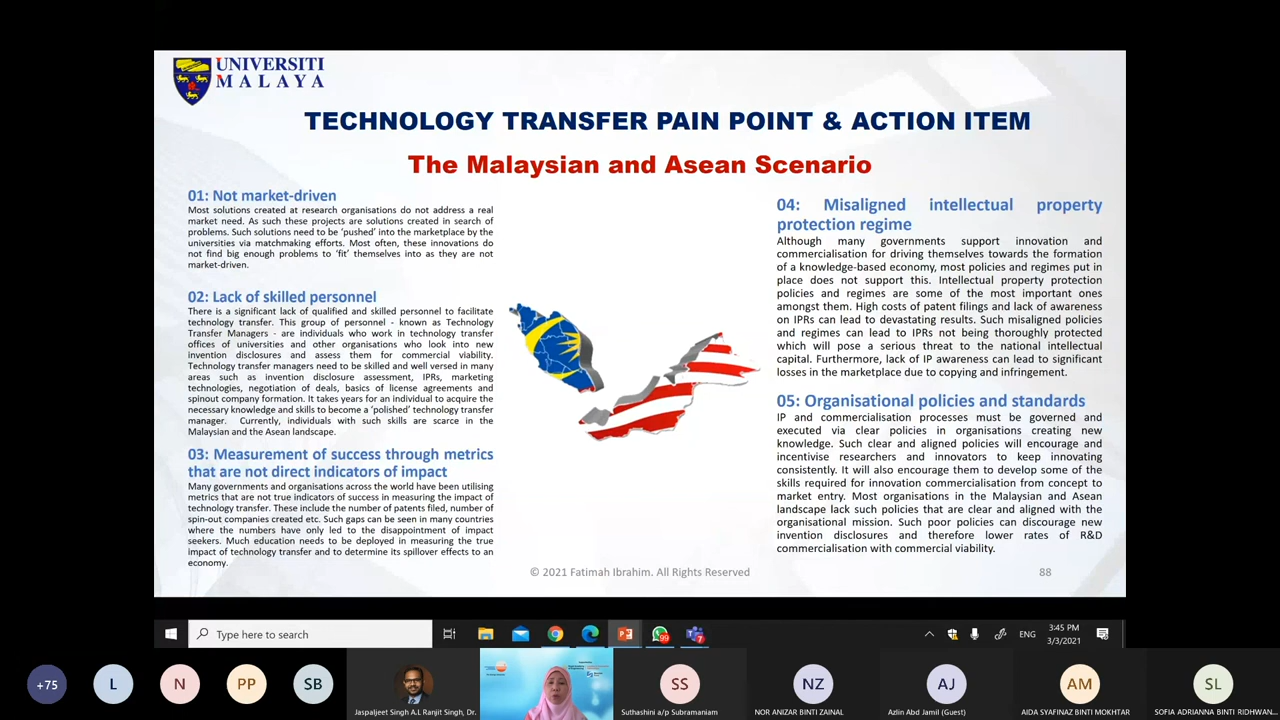 UNIVERSITI
MALAYA
TECHNOLOGY TRANSFER PAIN POINT & ACTION ITEM
The Malaysian and Asean Scenario
01: Not market-driven
Most solutions created at research organisations do not address a real
market need. As such these projects are solutions created in search of
problems. Such solutions need to be ‘pushed’ into the marketplace by the
universities via matchmaking efforts. Most often, these innovations do
not find big enough problems to ‘fit’ themselves into as they are not
market-driven.
02: Lack of skilled personnel
There is a significant lack of qualified and skilled personnel to facilitate
technology transfer. This group of personnel - known as Technology
Transfer Managers - are individuals who work in technology transfer
offices of universities and other organisations who look into new
invention disclosures and assess them for commercial viability.
Technology transfer managers need to be skilled and well versed in many
areas such as invention disclosure assessment, IPRs, marketing
technologies, negotiation of deals, basics of license agreements and
spinout company formation. It takes years for an individual to acquire the
necessary knowledge and skills to become a ‘polished’ technology transfer
manager. Currently, individuals with such skills are scarce in the
Malaysian and the Asean landscape.
03: Measurement of success through metrics
that are not direct indicators of impact
Many governments and organisations across the world have been utilising
metrics that are not true indicators of success in measuring the impact of
technology transfer. These include the number of patents filed, number of
spin-out companies created etc. Such gaps can be seen in many countries
where the numbers have only led to the disappointment of impact
seekers. Much education needs to be deployed in measuring the true
impact of technology transfer and to determine its spillover effects to an
economy.
04: Misaligned intellectual property
protection regime
Although many governments support innovation and
commercialisation for driving themselves towards the formation
of a knowledge-based economy, most policies and regimes put in
place does not support this. Intellectual property protection
policies and regimes are some of the most important ones
amongst them. High costs of patent filings and lack of awareness
on IPRs can lead to devastating results. Such misaligned policies
and regimes can lead to IPRs not being thoroughly protected
which will pose a serious threat to the national intellectual
capital. Furthermore, lack of IP awareness can lead to significant
losses in the marketplace due to copying and infringement.
05: Organisational policies and standards
IP and commercialisation processes must be governed and
executed via clear policies in organisations creating new
knowledge. Such clear and aligned policies will encourage and
incentivise researchers and innovators to keep innovating
consistently. It will also encourage them to develop some of the
skills required for innovation commercialisation from concept to
market entry. Most organisations in the Malaysian and Asean
landscape lack such policies that are clear and aligned with the
organisational mission. Such poor policies can discourage new
invention disclosures and therefore lower rates of R&D
commercialisation with commercial viability.
© 2021 Fatimah Ibrahim. All Rights Reserved
88
Type here to search
99
7
ENG
3:45 PM
3/3/2021
+75
L
N
PP
SB
SS
NZ
AJ
AM
SL
Jaspaljeet Singh A.L Ranjit Singh, Dr.
Suthashini a/p Subramaniam
NOR ANIZAR BINTI ZAINAL
Azlin Abd Jamil (Guest)
AIDA SYAFINAZ BINTI MOKHTAR
SOFIA ADRIANNA BINTI RIDHWAN...